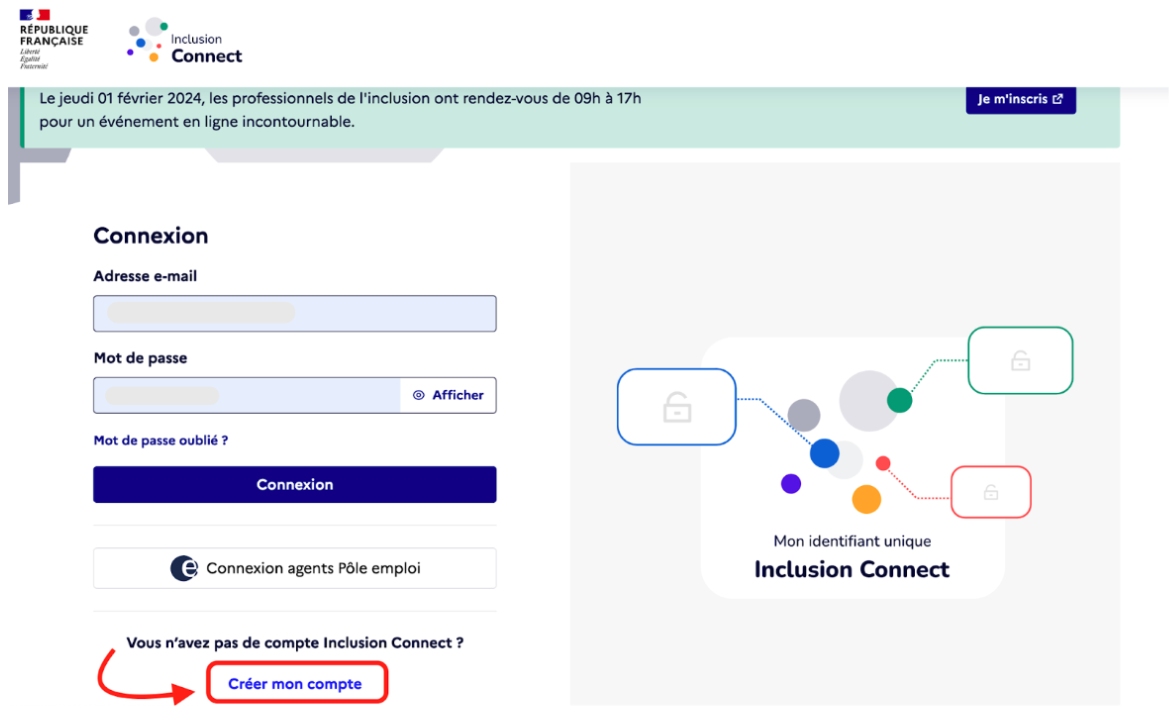 RÉPUBLIQUE
FRANÇAISE
Liberté
Égalité
Fraternité
Inclusion
Connect
Le jeudi 01 février 2024, les professionnels de l'inclusion ont rendez-vous de 09h à 17h
pour un événement en ligne incontournable.
Je m'inscris
Connexion
Adresse e-mail
Mot de passe
Afficher
Mot de passe oublié ?
Connexion
Connexion agents Pôle emploi
Vous n'avez pas de compte Inclusion Connect ?
Créer mon compte
Mon identifiant unique
Inclusion Connect